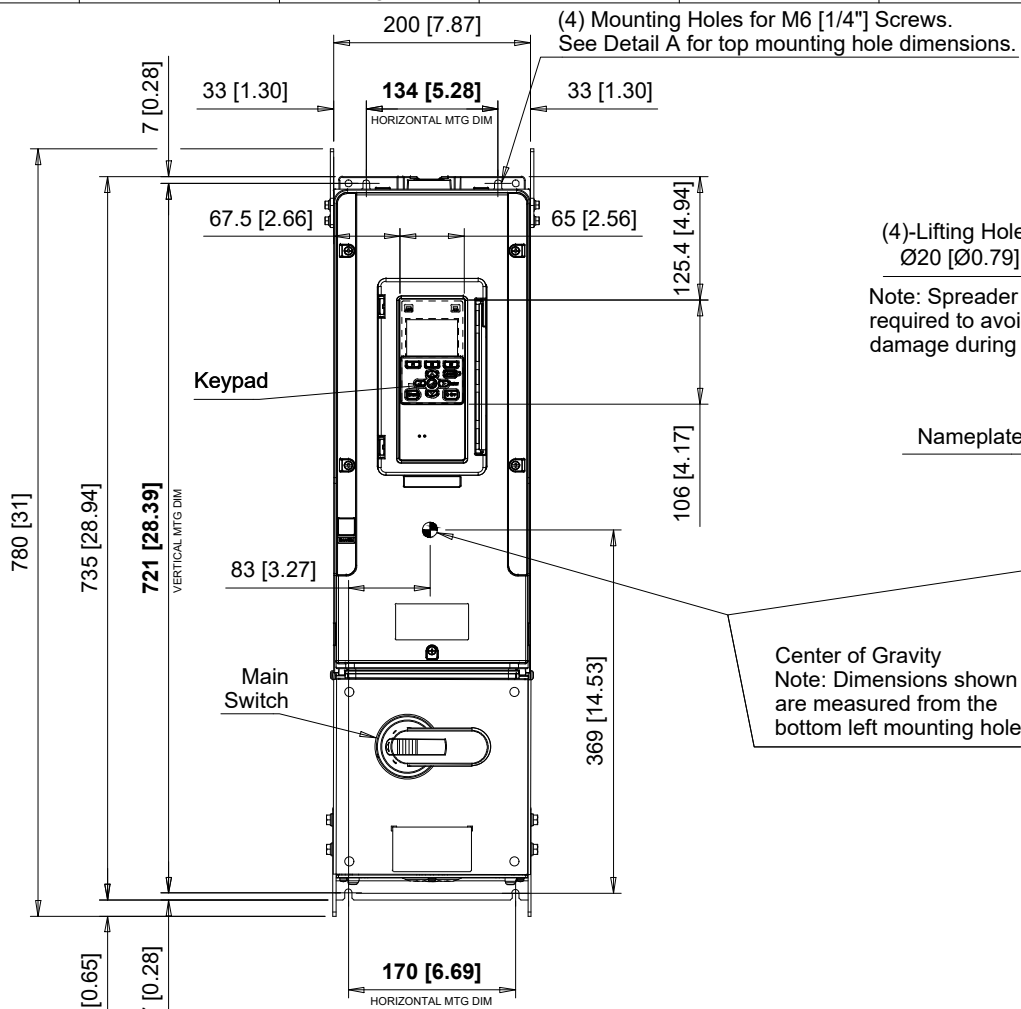 200 [7.87]
(4) Mounting Holes for M6 [1/4"] Screws.
See Detail A for top mounting hole dimensions.
7 [0.28]
33 [1.30]
134 [5.28]
HORIZONTAL MTG DIM
33 [1.30]
67.5 [2.66]
65 [2.56]
125.4 [4.94]
(4)-Lifting Hole
Ø20 [Ø0.79]
Note: Spreader
required to avoi
damage during
Keypad
Nameplate
106 [4.17]
780 [31]
735 [28.94]
721 [28.39]
VERTICAL MTG DIM
83 [3.27]
369 [14.53]
Center of Gravity
Note: Dimensions shown
are measured from the
bottom left mounting hole
Main
Switch
[0.65]
[0.28]
170 [6.69]
HORIZONTAL MTG DIM